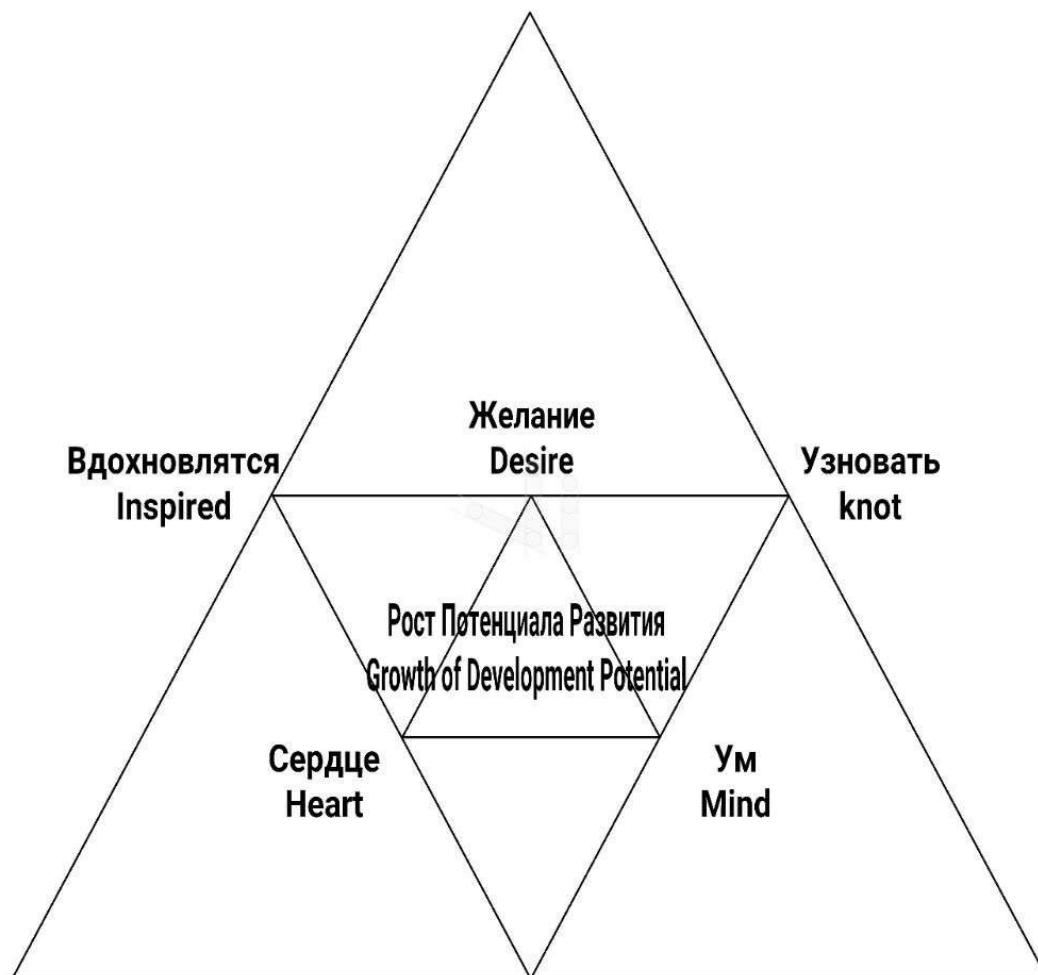 Желание
Desire
Вдохновлятся
Inspired
Узновать
knot
Рост Потенциала Развития
Growth of Development Potential
Сердце
Heart
Ум
Mind